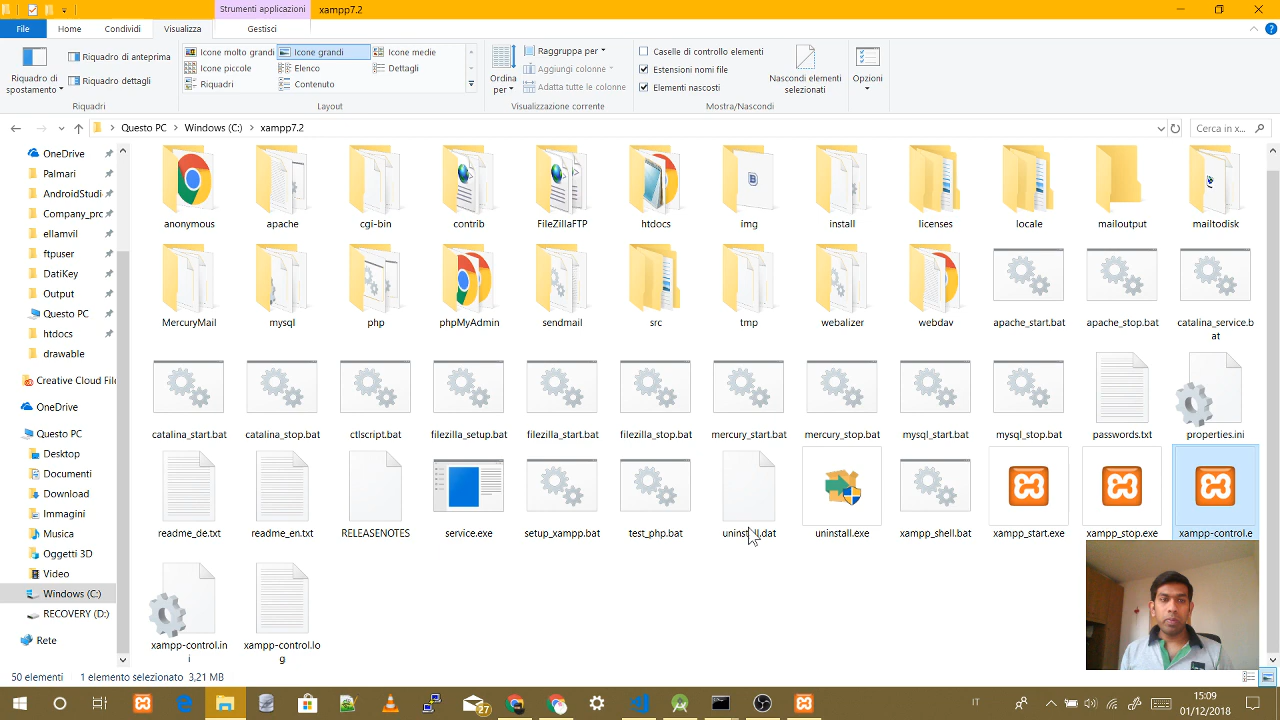 Strumenti applicazioni
xampp7.2
File
Home
Condividi
Visualizza
Gestisci
Riquadro di
spostamento
Riquadro di anteprima
Riquadro dettagli
Riquadri
Icone molto grandi
Icone grandi
Icone medie
Icone piccole
Elenco
Dettagli
Riquadri
Contenuto
Layout
Ordina
per
Raggruppa per
Aggiungi colonne
Adatta tutte le colonne
Visualizzazione corrente
Caselle di controllo elementi
Estensioni nomi file
Elementi nascosti
Nascondi elementi
selezionati
Mostra/Nascondi
Opzioni
Questo PC
Windows (C:)
xampp7.2
Cerca in x...
OneDrive
Palmari
AndroidStudi
Company_prc
ellamvil
ftpuser
DatiKey
Output
Questo PC
htdocs
drawable
Creative Cloud File
OneDrive
Questo PC
Desktop
Documenti
Download
Immagini
Musica
Oggetti 3D
Video
Windows (C:)
RECOVERY (D:)
Rete
anonymous
apache
cgi-bin
contrib
FileZillaFTP
htdocs
img
install
licenses
locale
mailoutput
mailtodisk
MercuryMail
mysql
php
phpMyAdmin
sendmail
src
tmp
webalizer
webdav
apache_start.bat
apache_stop.bat
catalina_service.b
at
catalina_start.bat
catalina_stop.bat
ctlscript.bat
filezilla_setup.bat
filezilla_start.bat
filezilla_stop.bat
mercury_start.bat
mercury_stop.bat
mysql_start.bat
mysql_stop.bat
passwords.txt
properties.ini
readme_de.txt
readme_en.txt
RELEASENOTES
service.exe
setup_xampp.bat
test_php.bat
uninstall.dat
uninstall.exe
xampp_shell.bat
xampp_start.exe
xampp_stop.exe
xampp-control.e
xampp-control.in
i
xampp-control.lo
g
50 elementi
1 elemento selezionato 3,21 MB
27
IT
15:09
01/12/2018